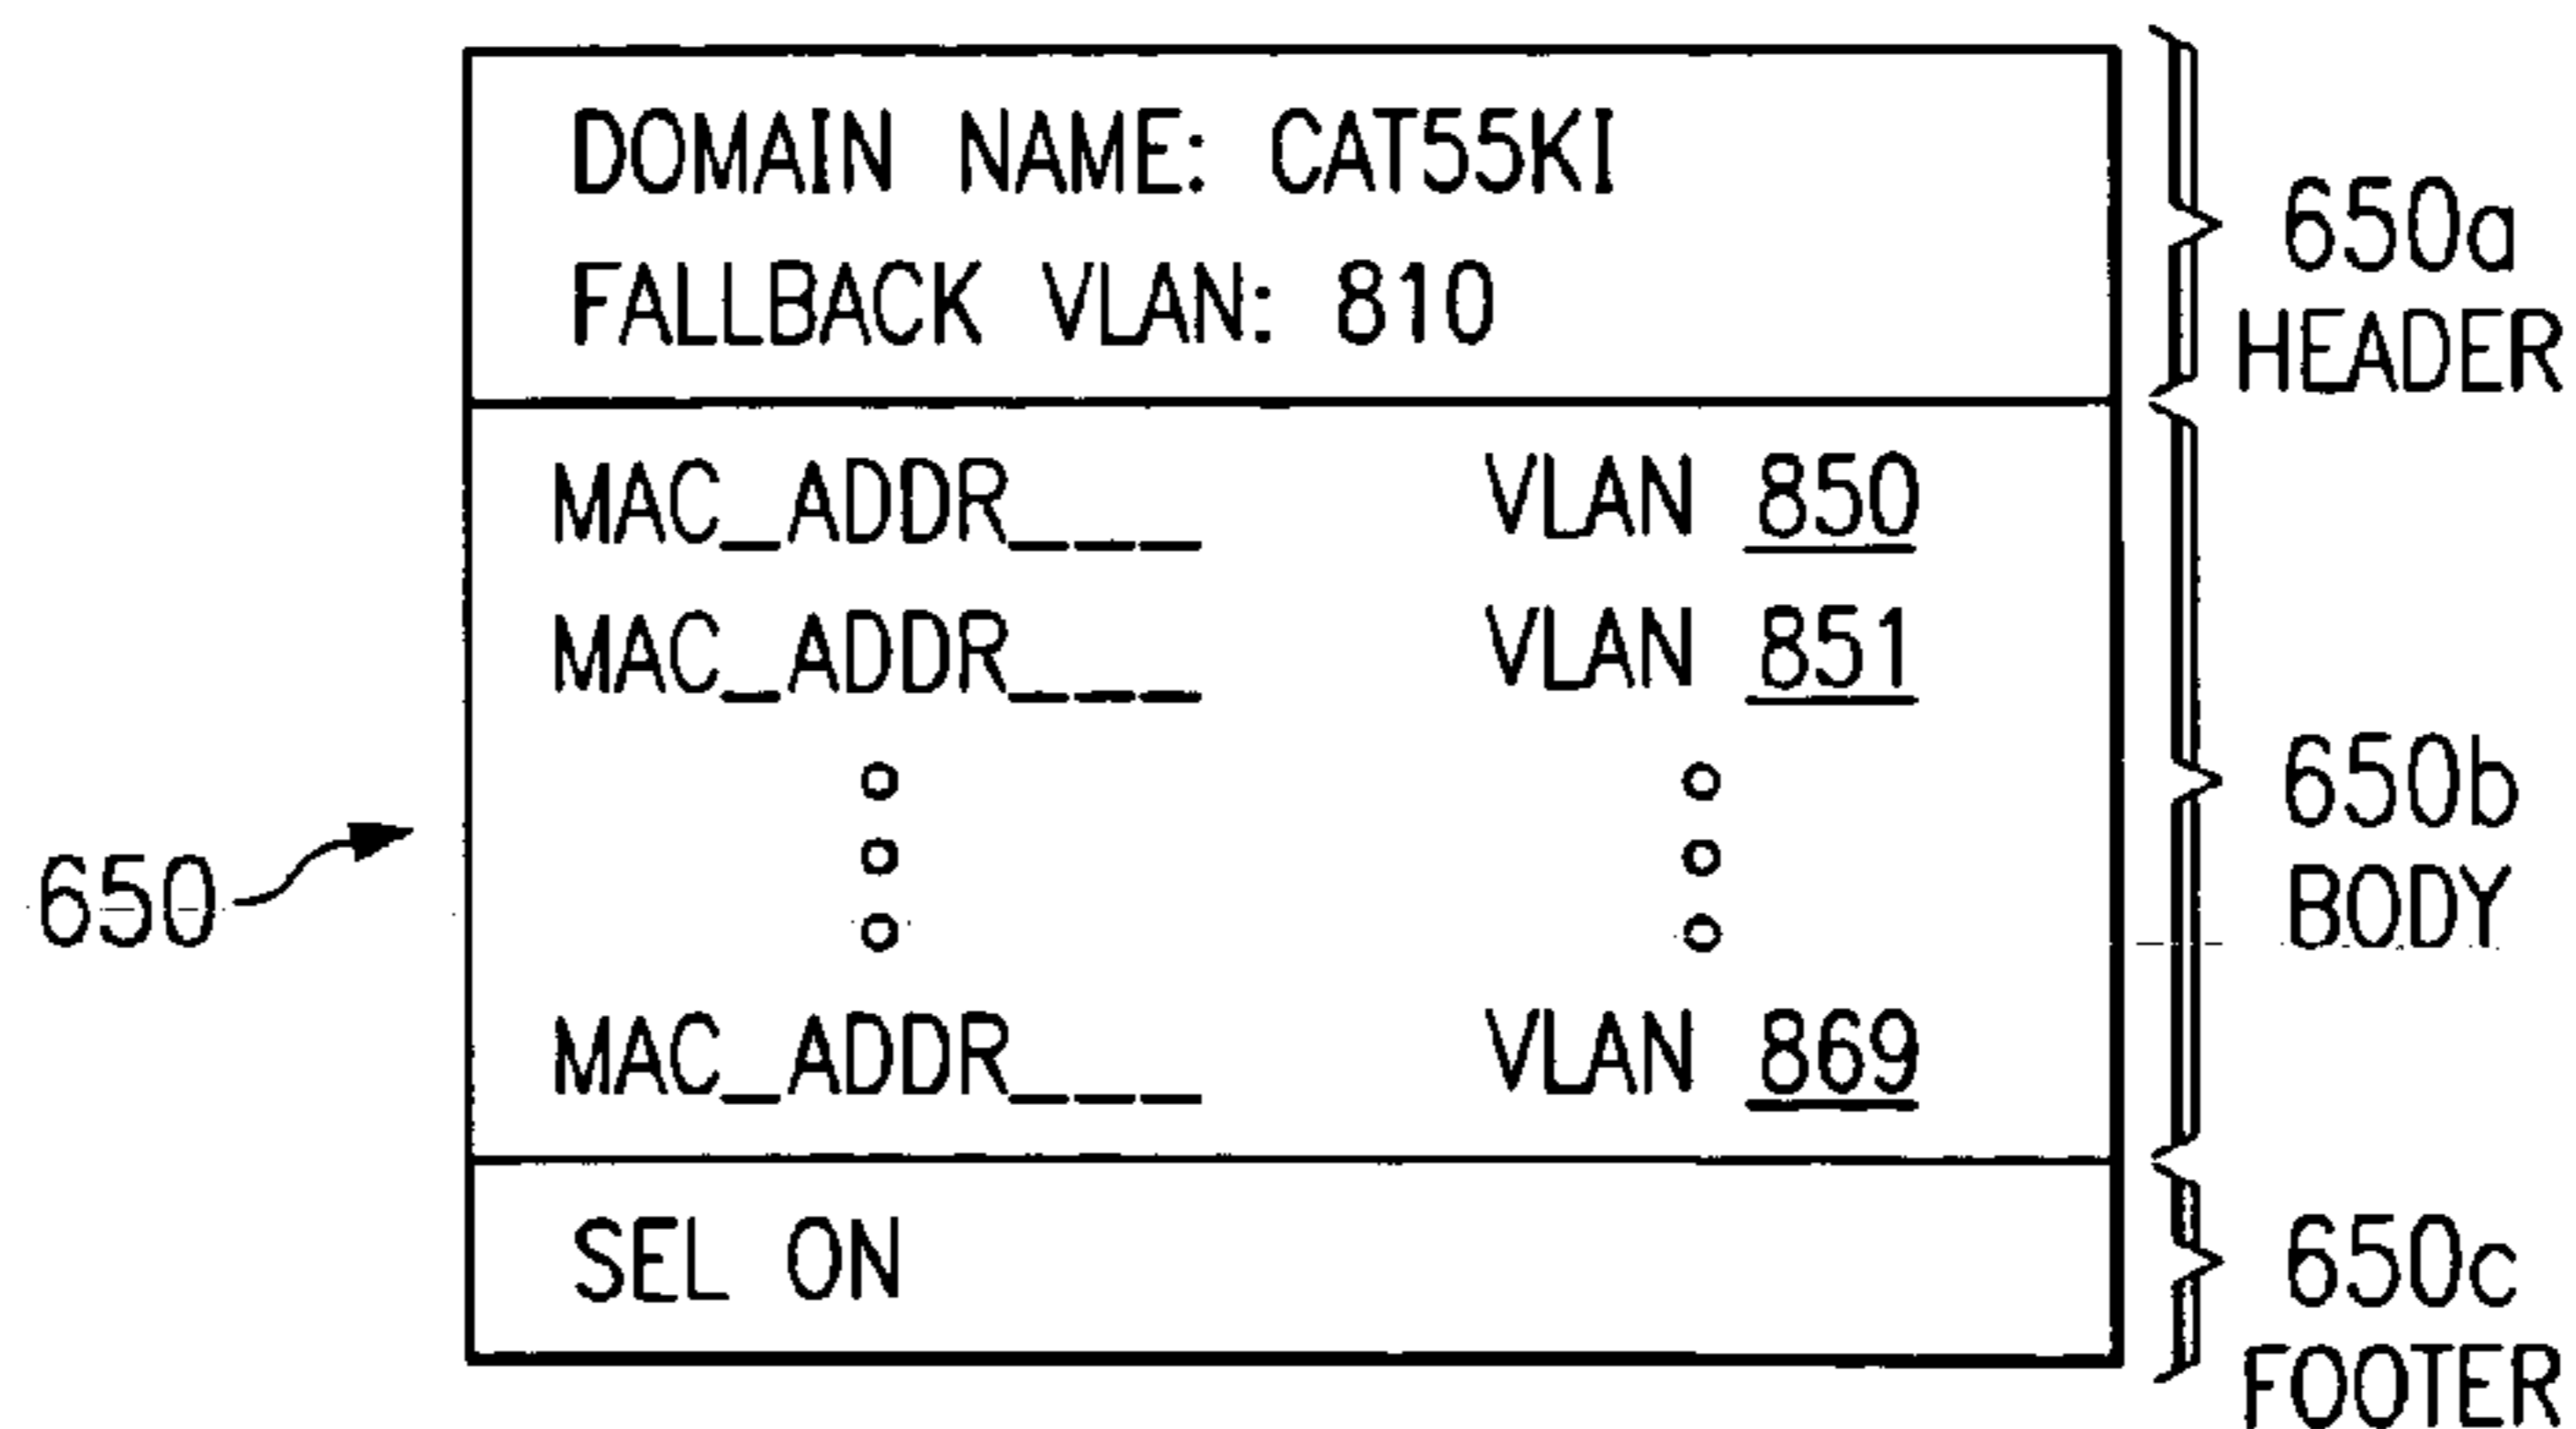 DOMAIN NAME: CAT55KI
FALLBACK VLAN: 810
650a
HEADER
MAC_ADDR___ VLAN 850
MAC_ADDR___ VLAN 851
650
650b
BODY
MAC_ADDR___ VLAN 869
SEL ON
650c
FOOTER